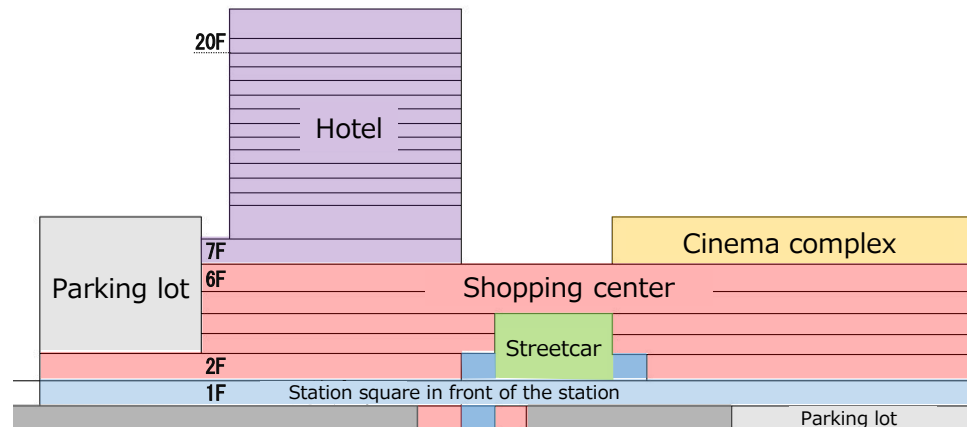 20F
Hotel
7F
Cinema complex
6F
Parking lot
Shopping center
Streetcar
2F
1F
Station square in front of the station
Parking lot